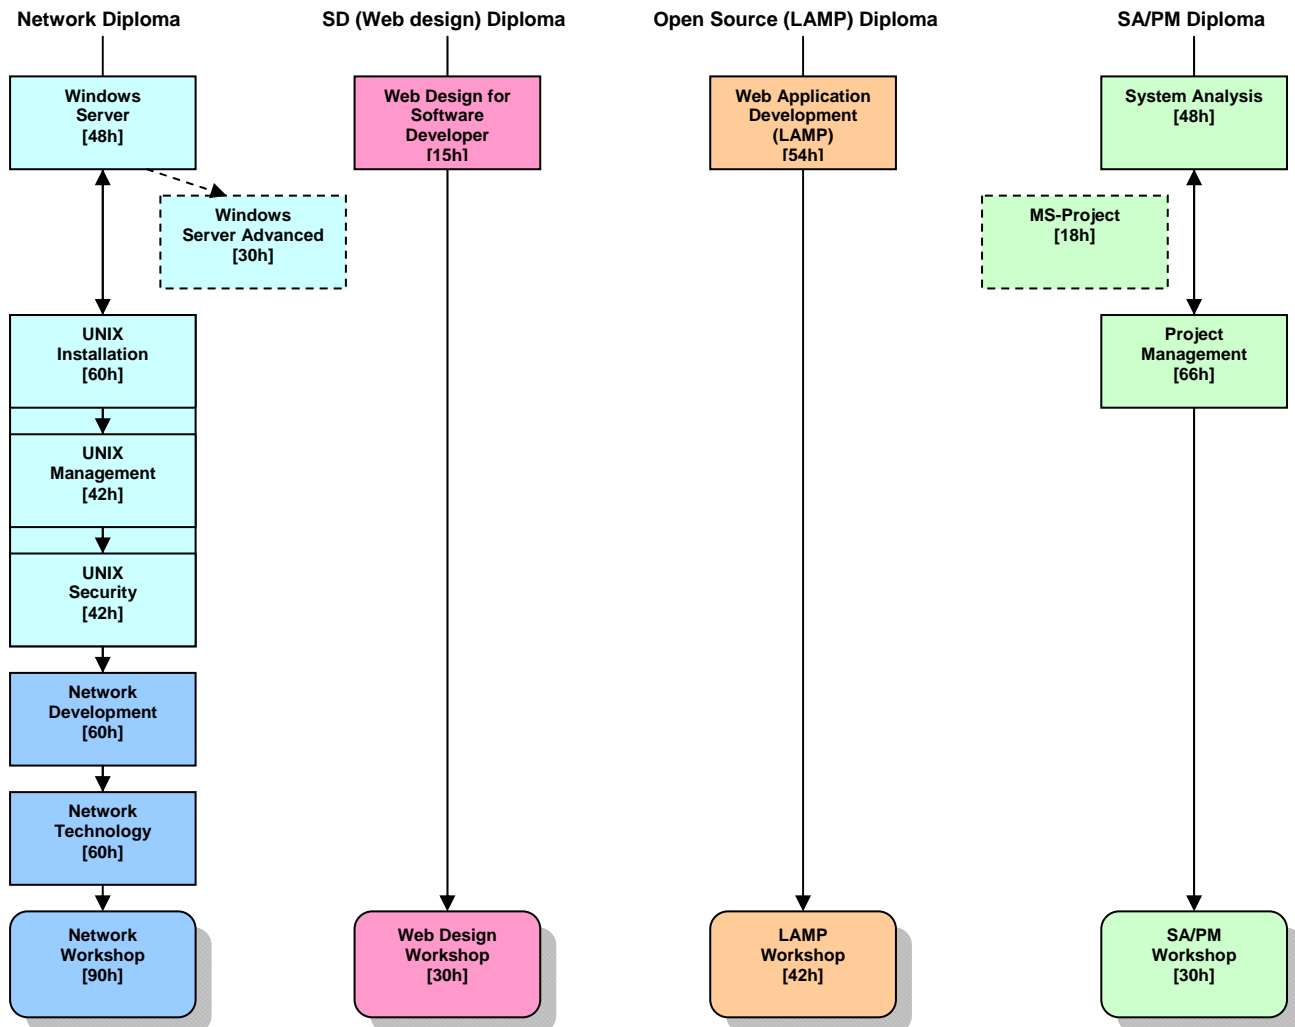 Network Diploma
SD (Web design) Diploma
Open Source (LAMP) Diploma
SA/PM Diploma
Windows
Server
[48h]
Web Design for
Software
Developer
[15h]
Web Application
Development
(LAMP)
[54h]
System Analysis
[48h]
Windows
Server Advanced
[30h]
MS-Project
[18h]
UNIX
Installation
[60h]
Project
Management
[66h]
UNIX
Management
[42h]
UNIX
Security
[42h]
Network
Development
[60h]
Network
Technology
[60h]
Network
Workshop
[90h]
Web Design
Workshop
[30h]
LAMP
Workshop
[42h]
SA/PM
Workshop
[30h]